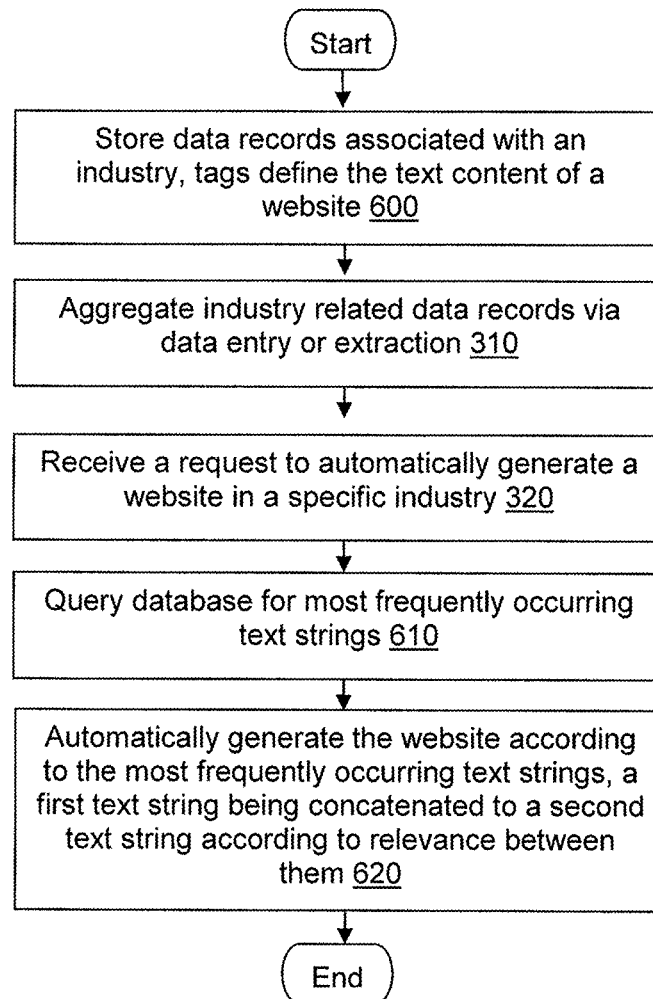 Start
Store data records associated with an
industry, tags define the text content of a
website 600
Aggregate industry related data records via
data entry or extraction 310
Receive a request to automatically generate a
website in a specific industry 320
Query database for most frequently occurring
text strings 610
Automatically generate the website according
to the most frequently occurring text strings, a
first text string being concatenated to a second
text string according to relevance between
them 620
End